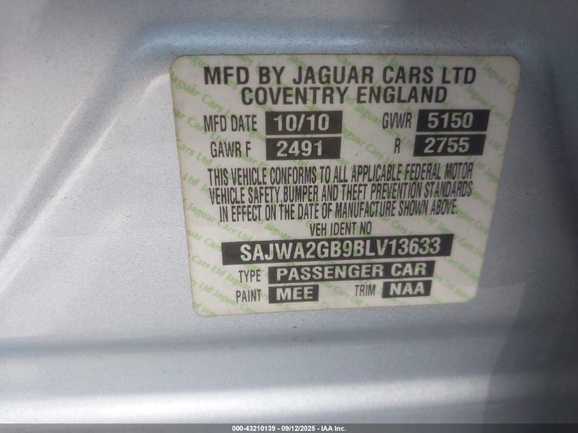 MFD BY JAGUAR CARS LTD
COVENTRY ENGLAND
MFD DATE 10/10 GVWR 5150
GAWR F 2491 R 2755
THIS VEHICLE CONFORMS TO ALL APPLICABLE FEDERAL MOTOR
VEHICLE SAFETY BUMPER AND THEFT PREVENTION STANDARDS
IN EFFECT ON THE DATE OF MANUFACTURE SHOWN ABOVE.
VEH IDENT NO
SAJWA2GB9BLV13633
TYPE PASSENGER CAR
PAINT MEE TRIM NAA
000-43210139 - 09/12/2025 - IAA Inc.